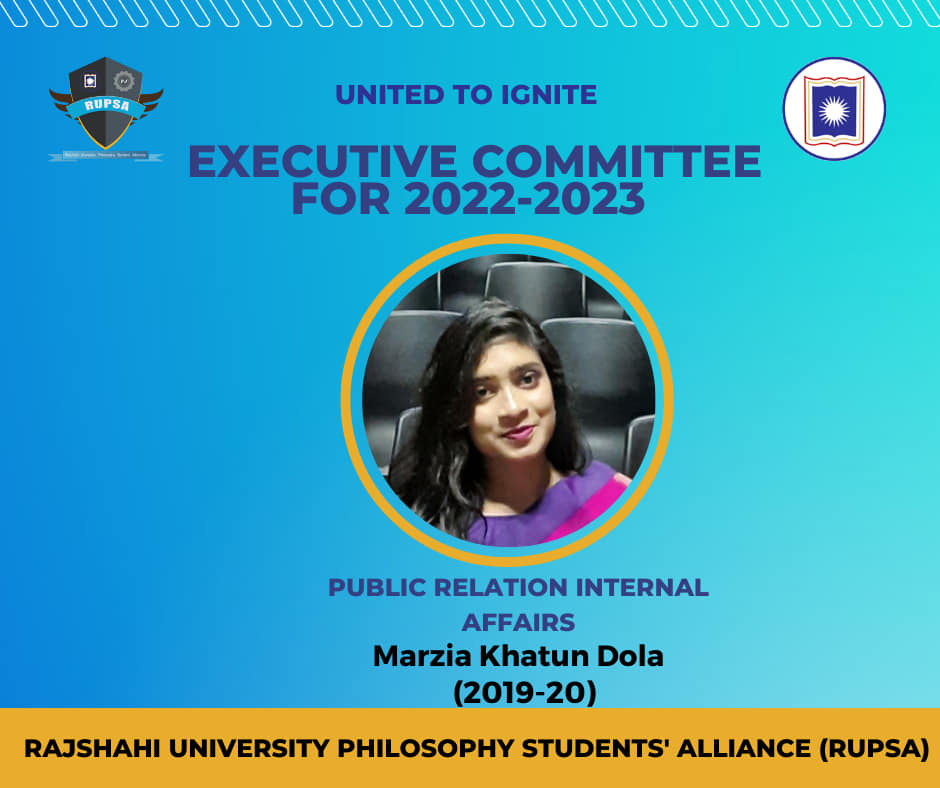 RUPSA
UNITED TO IGNITE
EXECUTIVE COMMITTEE
FOR 2022-2023
PUBLIC RELATION INTERNAL
AFFAIRS
Marzia Khatun Dola
(2019-20)
RAJSHAHI UNIVERSITY PHILOSOPHY STUDENTS' ALLIANCE (RUPSA)